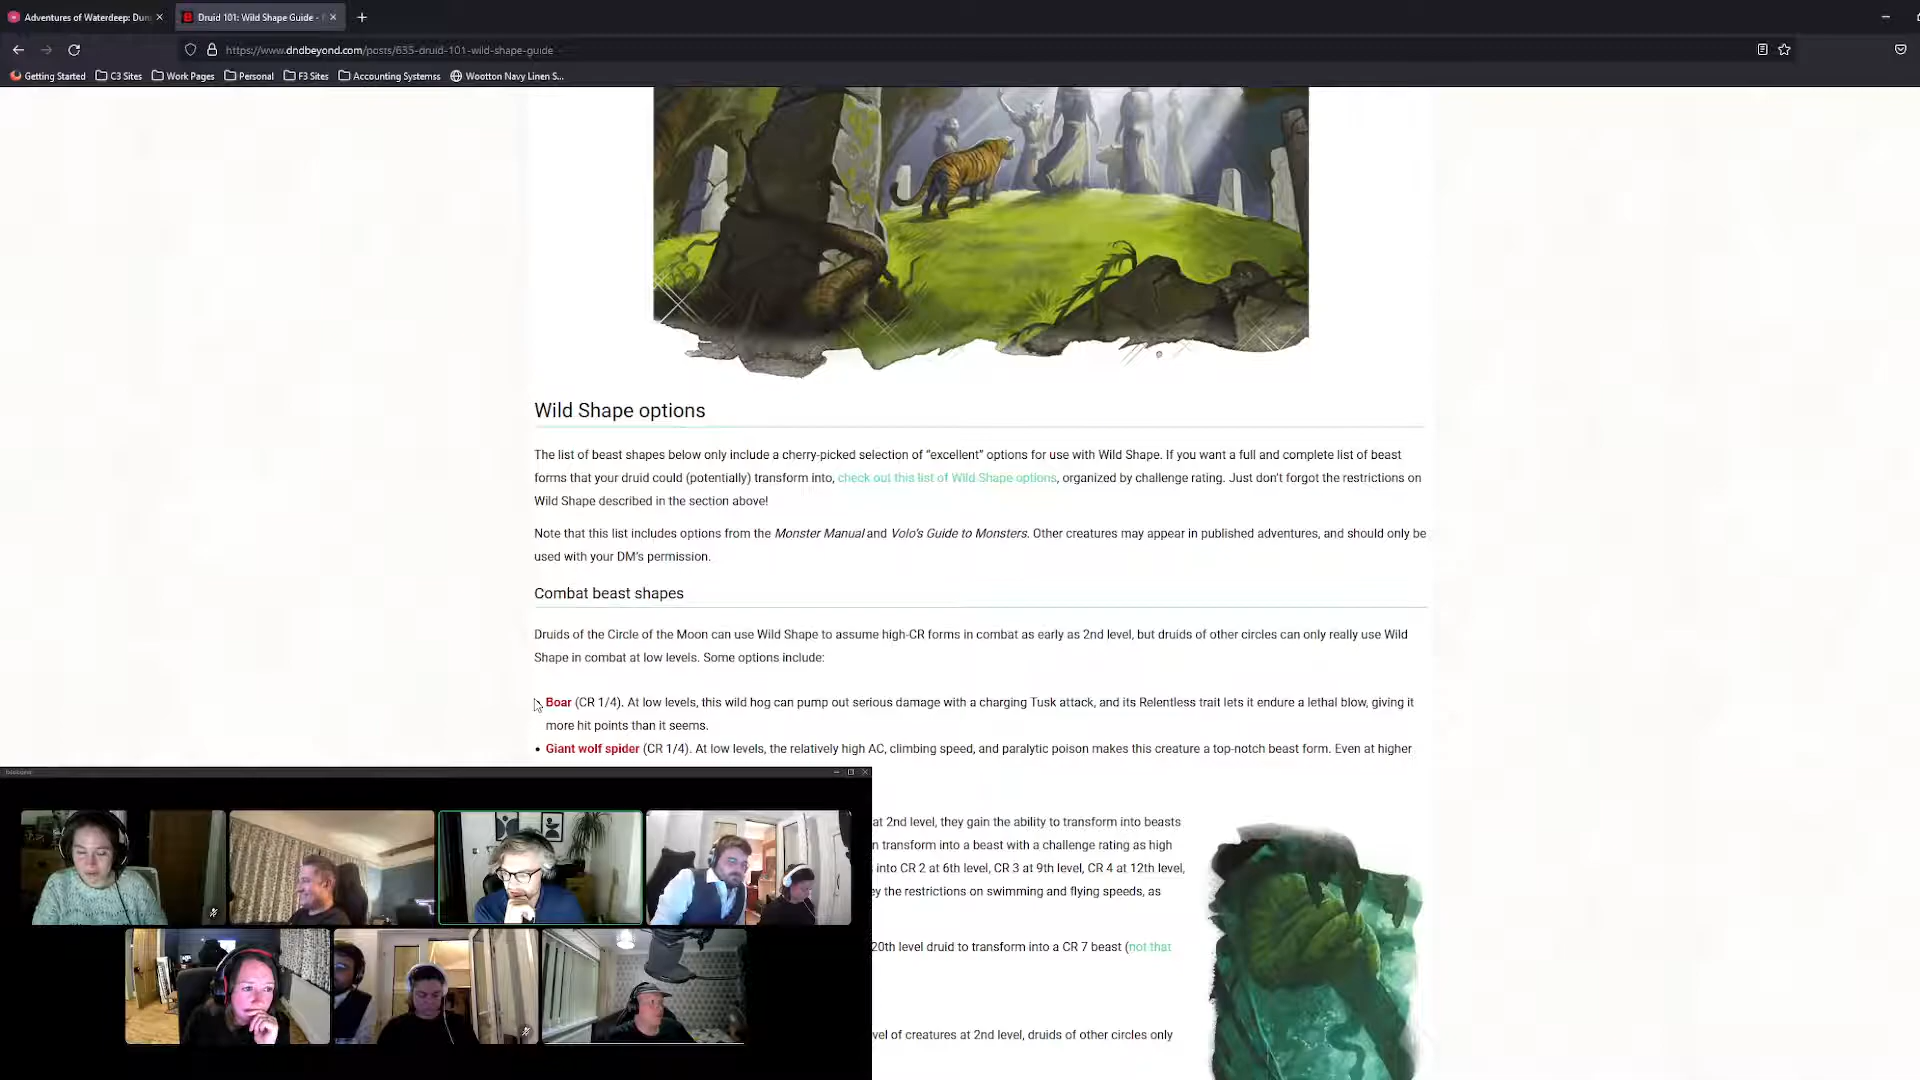 Adventures of Waterdeep: Dun
Druid 101: Wild Shape Guide -
https://www.dndbeyond.com/posts/635-druid-101-wild-shape-guide
Getting Started C3 Sites Work Pages Personal F3 Sites Accounting Systemss Wootton Navy Linen S...
Wild Shape options
The list of beast shapes below only include a cherry-picked selection of “excellent” options for use with Wild Shape. If you want a full and complete list of beast
forms that your druid could (potentially) transform into, check out this list of Wild Shape options, organized by challenge rating. Just don't forgot the restrictions on
Wild Shape described in the section above!
Note that this list includes options from the Monster Manual and Volo's Guide to Monsters. Other creatures may appear in published adventures, and should only be
used with your DM's permission.
Combat beast shapes
Druids of the Circle of the Moon can use Wild Shape to assume high-CR forms in combat as early as 2nd level, but druids of other circles can only really use Wild
Shape in combat at low levels. Some options include:
Boar (CR 1/4). At low levels, this wild hog can pump out serious damage with a charging Tusk attack, and its Relentless trait lets it endure a lethal blow, giving it
more hit points than it seems.
• Giant wolf spider (CR 1/4). At low levels, the relatively high AC, climbing speed, and paralytic poison makes this creature a top-notch beast form. Even at higher
at 2nd level, they gain the ability to transform into beasts
n transform into a beast with a challenge rating as high
into CR 2 at 6th level, CR 3 at 9th level, CR 4 at 12th level,
ey the restrictions on swimming and flying speeds, as
20th level druid to transform into a CR 7 beast (not that
vel of creatures at 2nd level, druids of other circles only